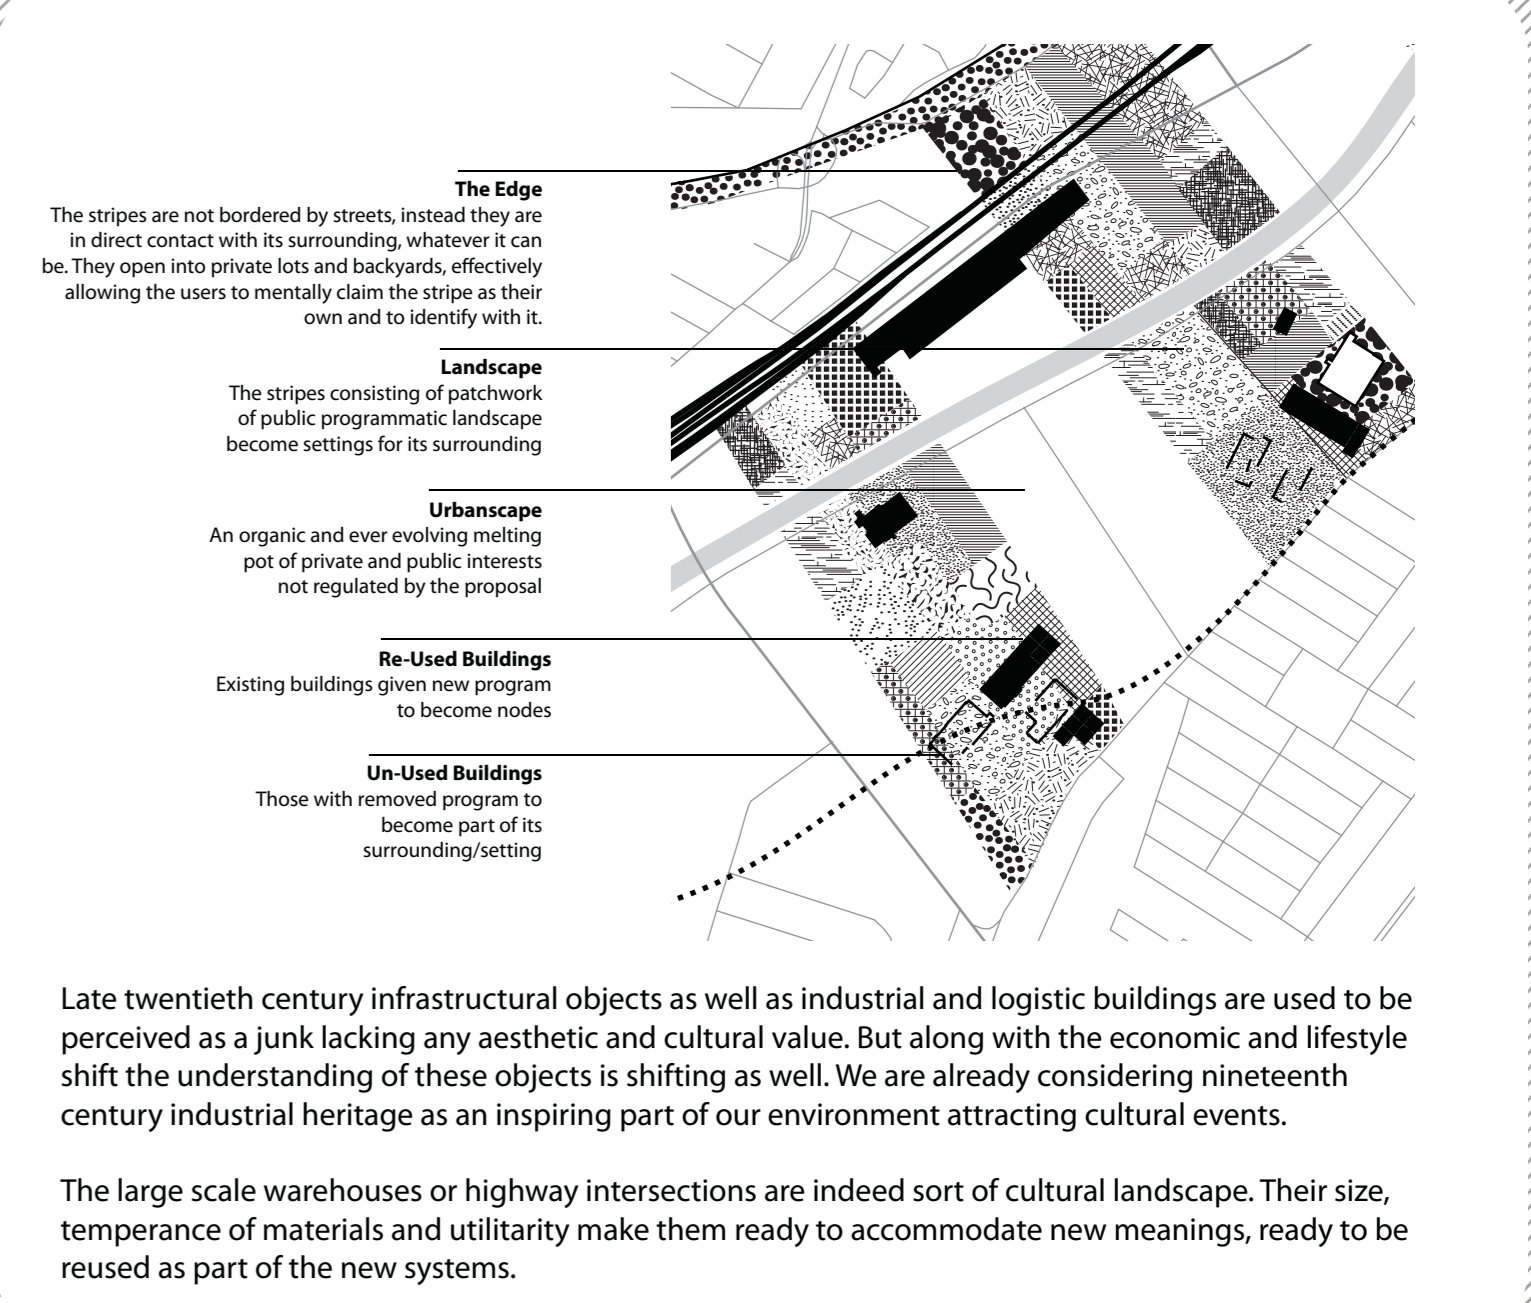 The Edge
The stripes are not bordered by streets, instead they are
in direct contact with its surrounding, whatever it can
be. They open into private lots and backyards, effectively
allowing the users to mentally claim the stripe as their
own and to identify with it.
Landscape
The stripes consisting of patchwork
of public programmatic landscape
become settings for its surrounding
Urbanscape
An organic and ever evolving melting
pot of private and public interests
not regulated by the proposal
Re-Used Buildings
Existing buildings given new program
to become nodes
Un-Used Buildings
Those with removed program to
become part of its
surrounding/setting
Late twentieth century infrastructural objects as well as industrial and logistic buildings are used to be
perceived as a junk lacking any aesthetic and cultural value. But along with the economic and lifestyle
shift the understanding of these objects is shifting as well. We are already considering nineteenth
century industrial heritage as an inspiring part of our environment attracting cultural events.
The large scale warehouses or highway intersections are indeed sort of cultural landscape. Their size,
temperance of materials and utilitarity make them ready to accommodate new meanings, ready to be
reused as part of the new systems.